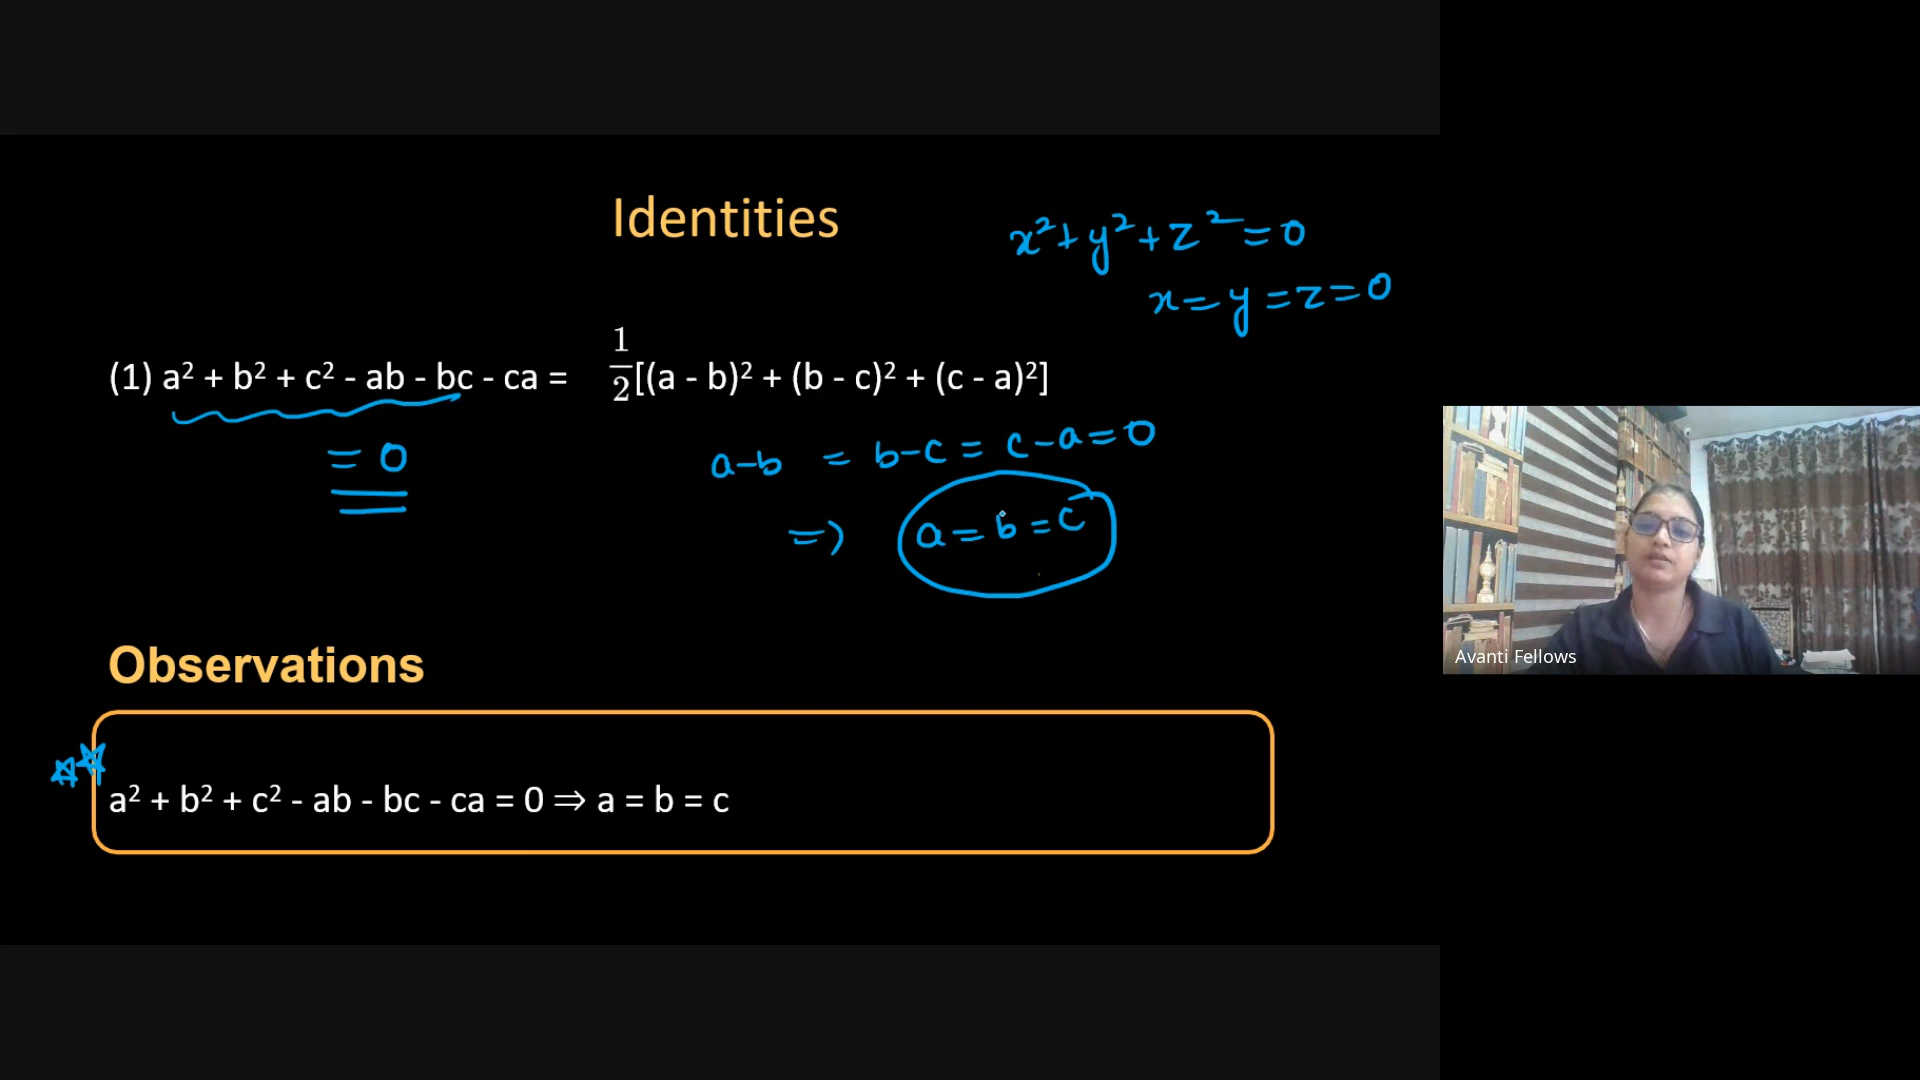 Identities
x² + y² + z² = 0
x = y = z = 0
(1) a² + b² + c² - ab - bc - ca = 1/2[(a - b)² + (b - c)² + (c - a)²]
= 0
a-b = b-c = c-a = 0
=> a = b = c
Observations
a² + b² + c² - ab - bc - ca = 0 ⇒ a = b = c
Avanti Fellows